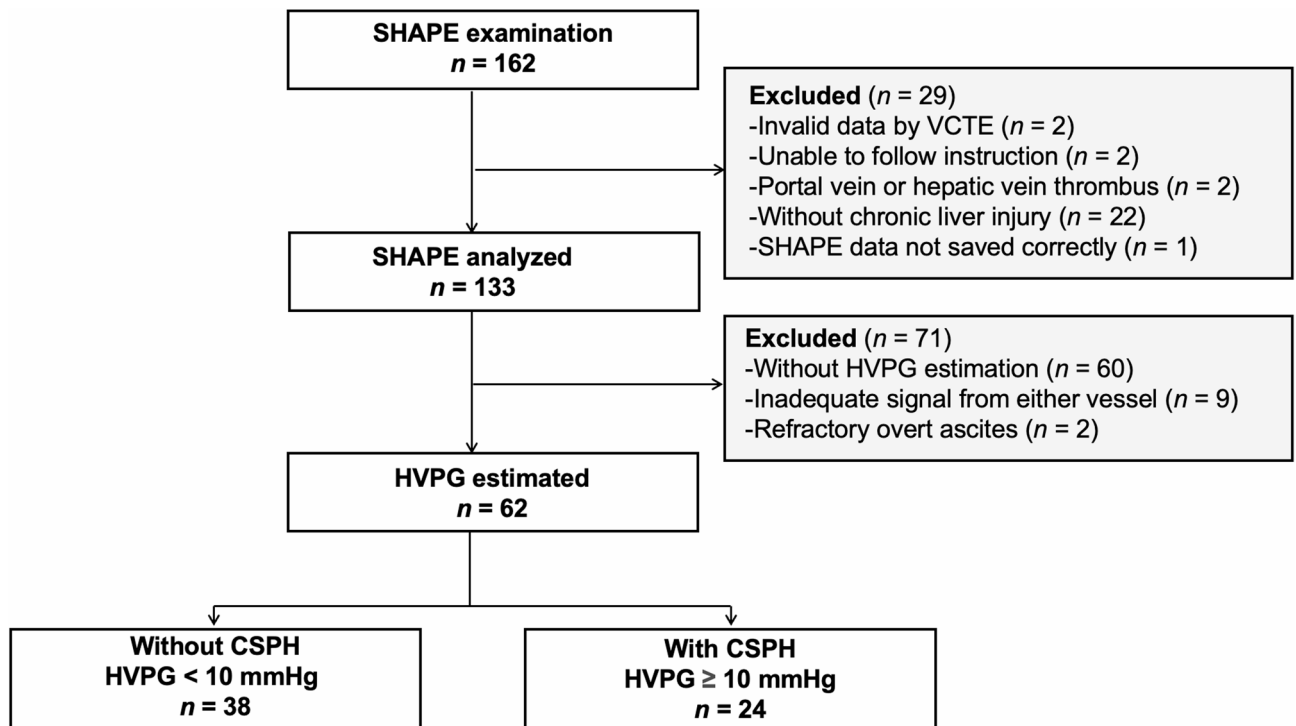 SHAPE examination
n = 162
Excluded (n = 29)
-Invalid data by VCTE (n = 2)
-Unable to follow instruction (n = 2)
-Portal vein or hepatic vein thrombus (n = 2)
-Without chronic liver injury (n = 22)
-SHAPE data not saved correctly (n = 1)
SHAPE analyzed
n = 133
Excluded (n = 71)
-Without HVPG estimation (n = 60)
-Inadequate signal from either vessel (n = 9)
-Refractory overt ascites (n = 2)
HVPG estimated
n = 62
Without CSPH
HVPG < 10 mmHg
n = 38
With CSPH
HVPG ≥ 10 mmHg
n = 24